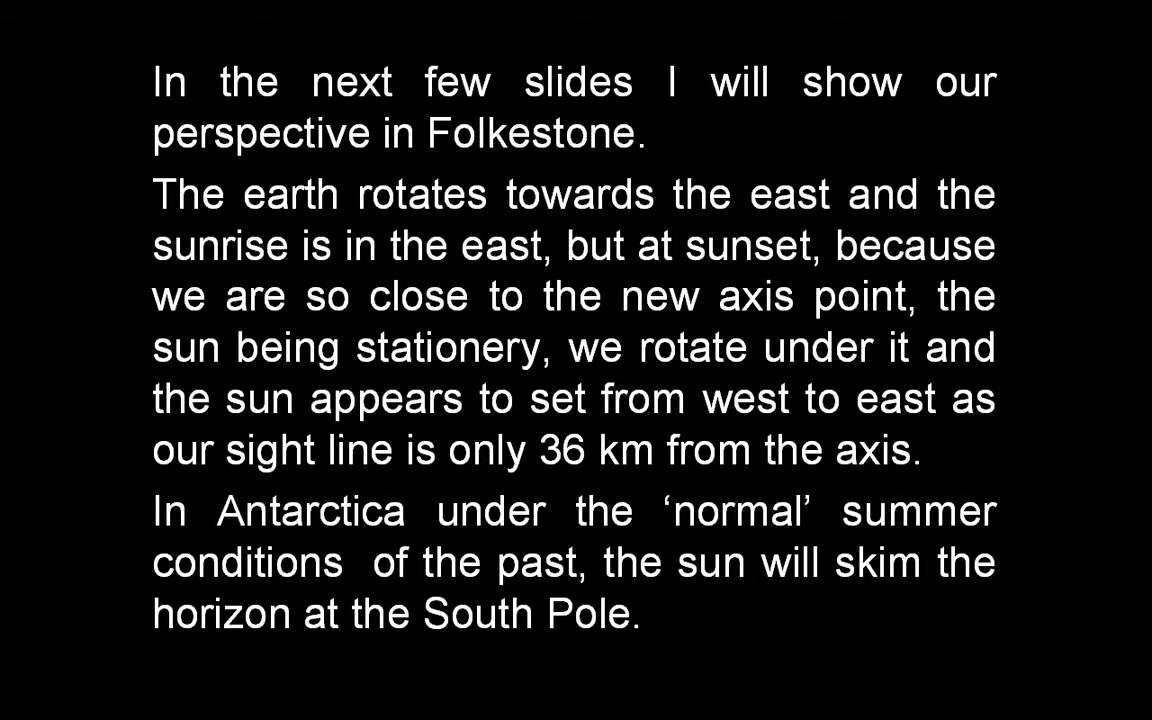 In the next few slides I will show our
perspective in Folkestone.
The earth rotates towards the east and the
sunrise is in the east, but at sunset, because
we are so close to the new axis point, the
sun being stationery, we rotate under it and
the sun appears to set from west to east as
our sight line is only 36 km from the axis.
In Antarctica under the ‘normal’ summer
conditions  of the past, the sun will skim the
horizon at the South Pole.